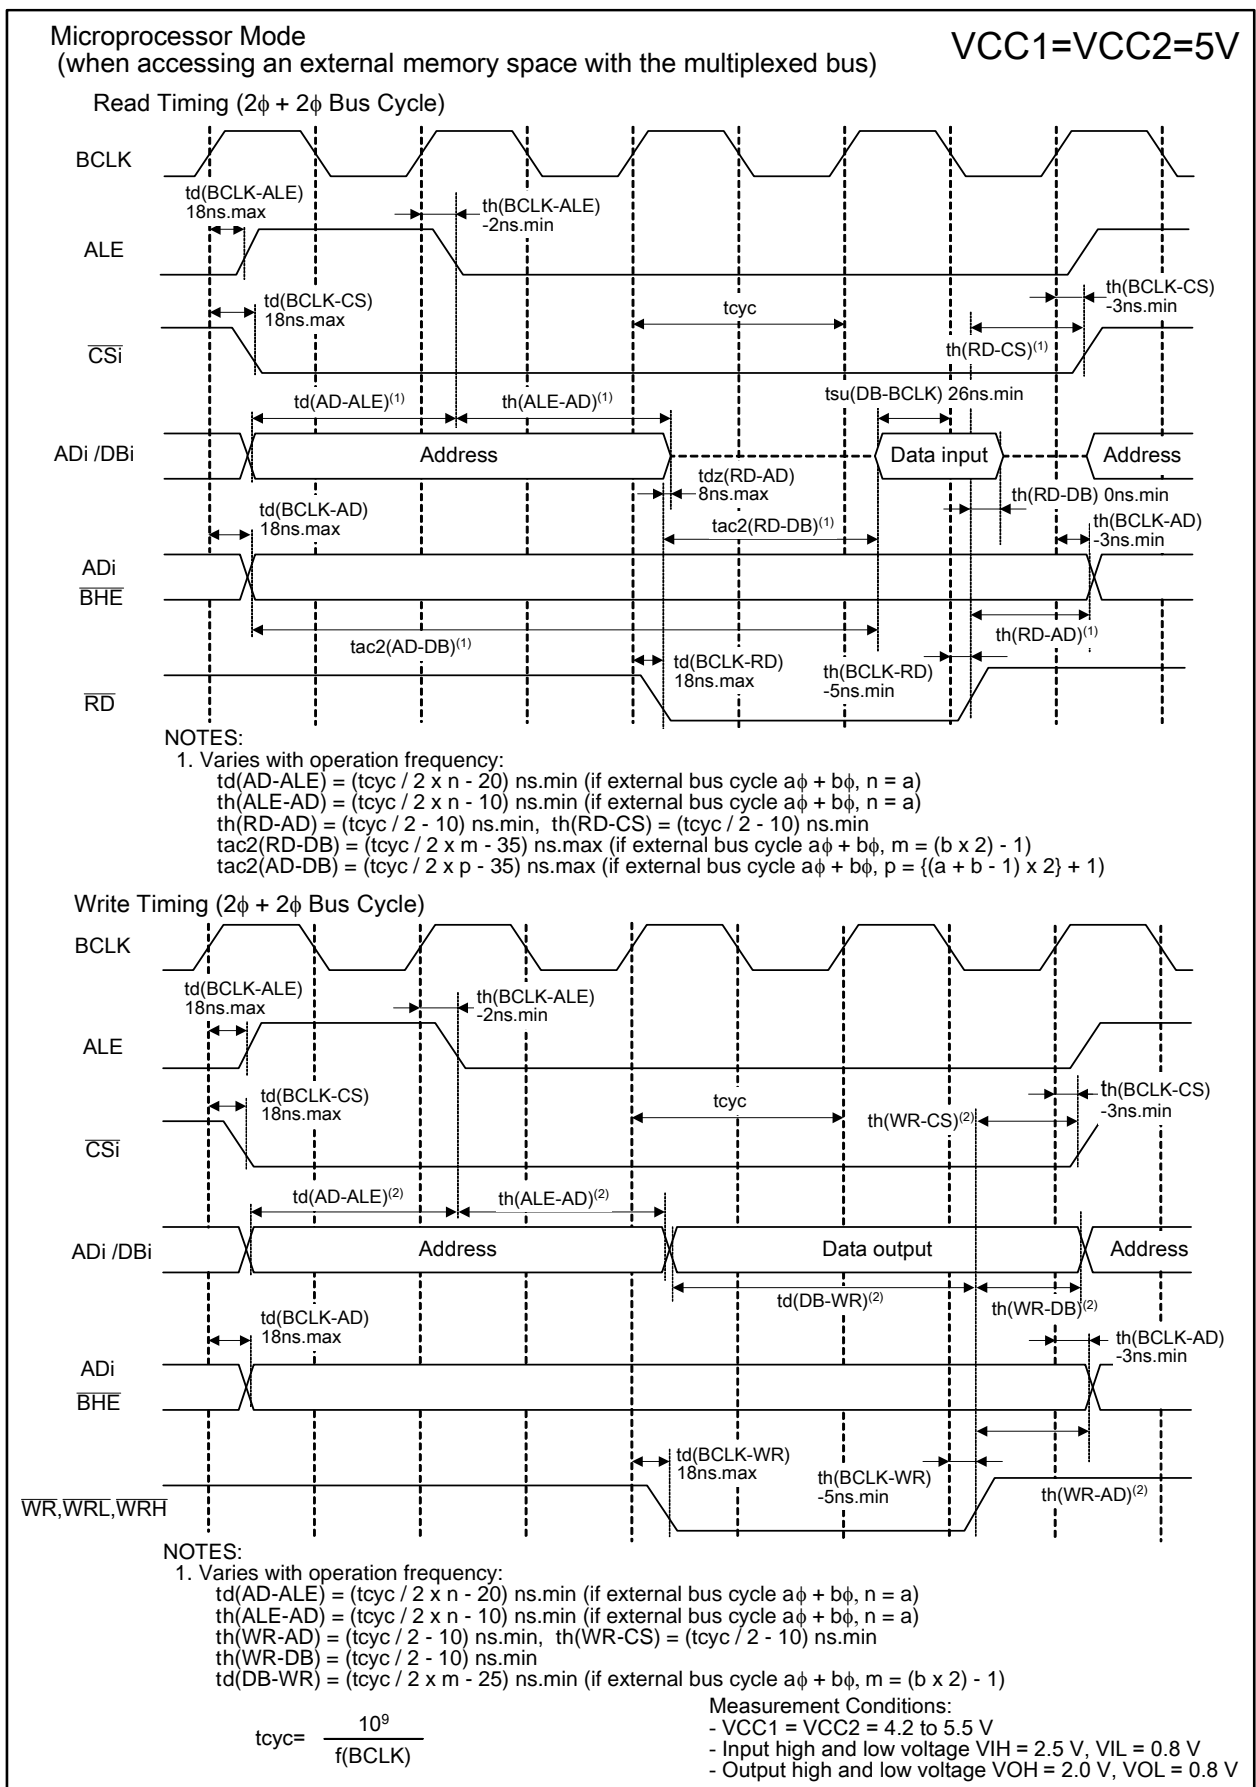 Microprocessor Mode
(when accessing an external memory space with the multiplexed bus)
VCC1=VCC2=5V
Read Timing (2ϕ + 2ϕ Bus Cycle)
BCLK
td(BCLK-ALE)
18ns.max
th(BCLK-ALE)
-2ns.min
ALE
td(BCLK-CS)
18ns.max
tcyc
th(BCLK-CS)
-3ns.min
CSi
th(RD-CS)(1)
td(AD-ALE)(1)
th(ALE-AD)(1)
tsu(DB-BCLK) 26ns.min
ADi /DBi
Address
Data input
Address
tdz(RD-AD)
8ns.max
th(RD-DB) 0ns.min
td(BCLK-AD)
18ns.max
tac2(RD-DB)(1)
th(BCLK-AD)
-3ns.min
ADi
BHE
tac2(AD-DB)(1)
th(RD-AD)(1)
td(BCLK-RD)
18ns.max
th(BCLK-RD)
-5ns.min
RD
NOTES:
1. Varies with operation frequency:
td(AD-ALE) = (tcyc / 2 x n - 20) ns.min (if external bus cycle aϕ + bϕ, n = a)
th(ALE-AD) = (tcyc / 2 x n - 10) ns.min (if external bus cycle aϕ + bϕ, n = a)
th(RD-AD) = (tcyc / 2 - 10) ns.min, th(RD-CS) = (tcyc / 2 - 10) ns.min
tac2(RD-DB) = (tcyc / 2 x m - 35) ns.max (if external bus cycle aϕ + bϕ, m = (b x 2) - 1)
tac2(AD-DB) = (tcyc / 2 x p - 35) ns.max (if external bus cycle aϕ + bϕ, p = {(a + b - 1) x 2} + 1)
Write Timing (2ϕ + 2ϕ Bus Cycle)
BCLK
td(BCLK-ALE)
18ns.max
th(BCLK-ALE)
-2ns.min
ALE
td(BCLK-CS)
18ns.max
tcyc
th(WR-CS)(2)
th(BCLK-CS)
-3ns.min
CSi
td(AD-ALE)(2)
th(ALE-AD)(2)
ADi /DBi
Address
Data output
Address
td(DB-WR)(2)
th(WR-DB)(2)
td(BCLK-AD)
18ns.max
th(BCLK-AD)
-3ns.min
ADi
BHE
td(BCLK-WR)
18ns.max
th(BCLK-WR)
-5ns.min
th(WR-AD)(2)
WR,WRL,WRH
NOTES:
1. Varies with operation frequency:
td(AD-ALE) = (tcyc / 2 x n - 20) ns.min (if external bus cycle aϕ + bϕ, n = a)
th(ALE-AD) = (tcyc / 2 x n - 10) ns.min (if external bus cycle aϕ + bϕ, n = a)
th(WR-AD) = (tcyc / 2 - 10) ns.min, th(WR-CS) = (tcyc / 2 - 10) ns.min
th(WR-DB) = (tcyc / 2 - 10) ns.min
td(DB-WR) = (tcyc / 2 x m - 25) ns.min (if external bus cycle aϕ + bϕ, m = (b x 2) - 1)
tcyc= 10⁹ / f(BCLK)
Measurement Conditions:
- VCC1 = VCC2 = 4.2 to 5.5 V
- Input high and low voltage VIH = 2.5 V, VIL = 0.8 V
- Output high and low voltage VOH = 2.0 V, VOL = 0.8 V